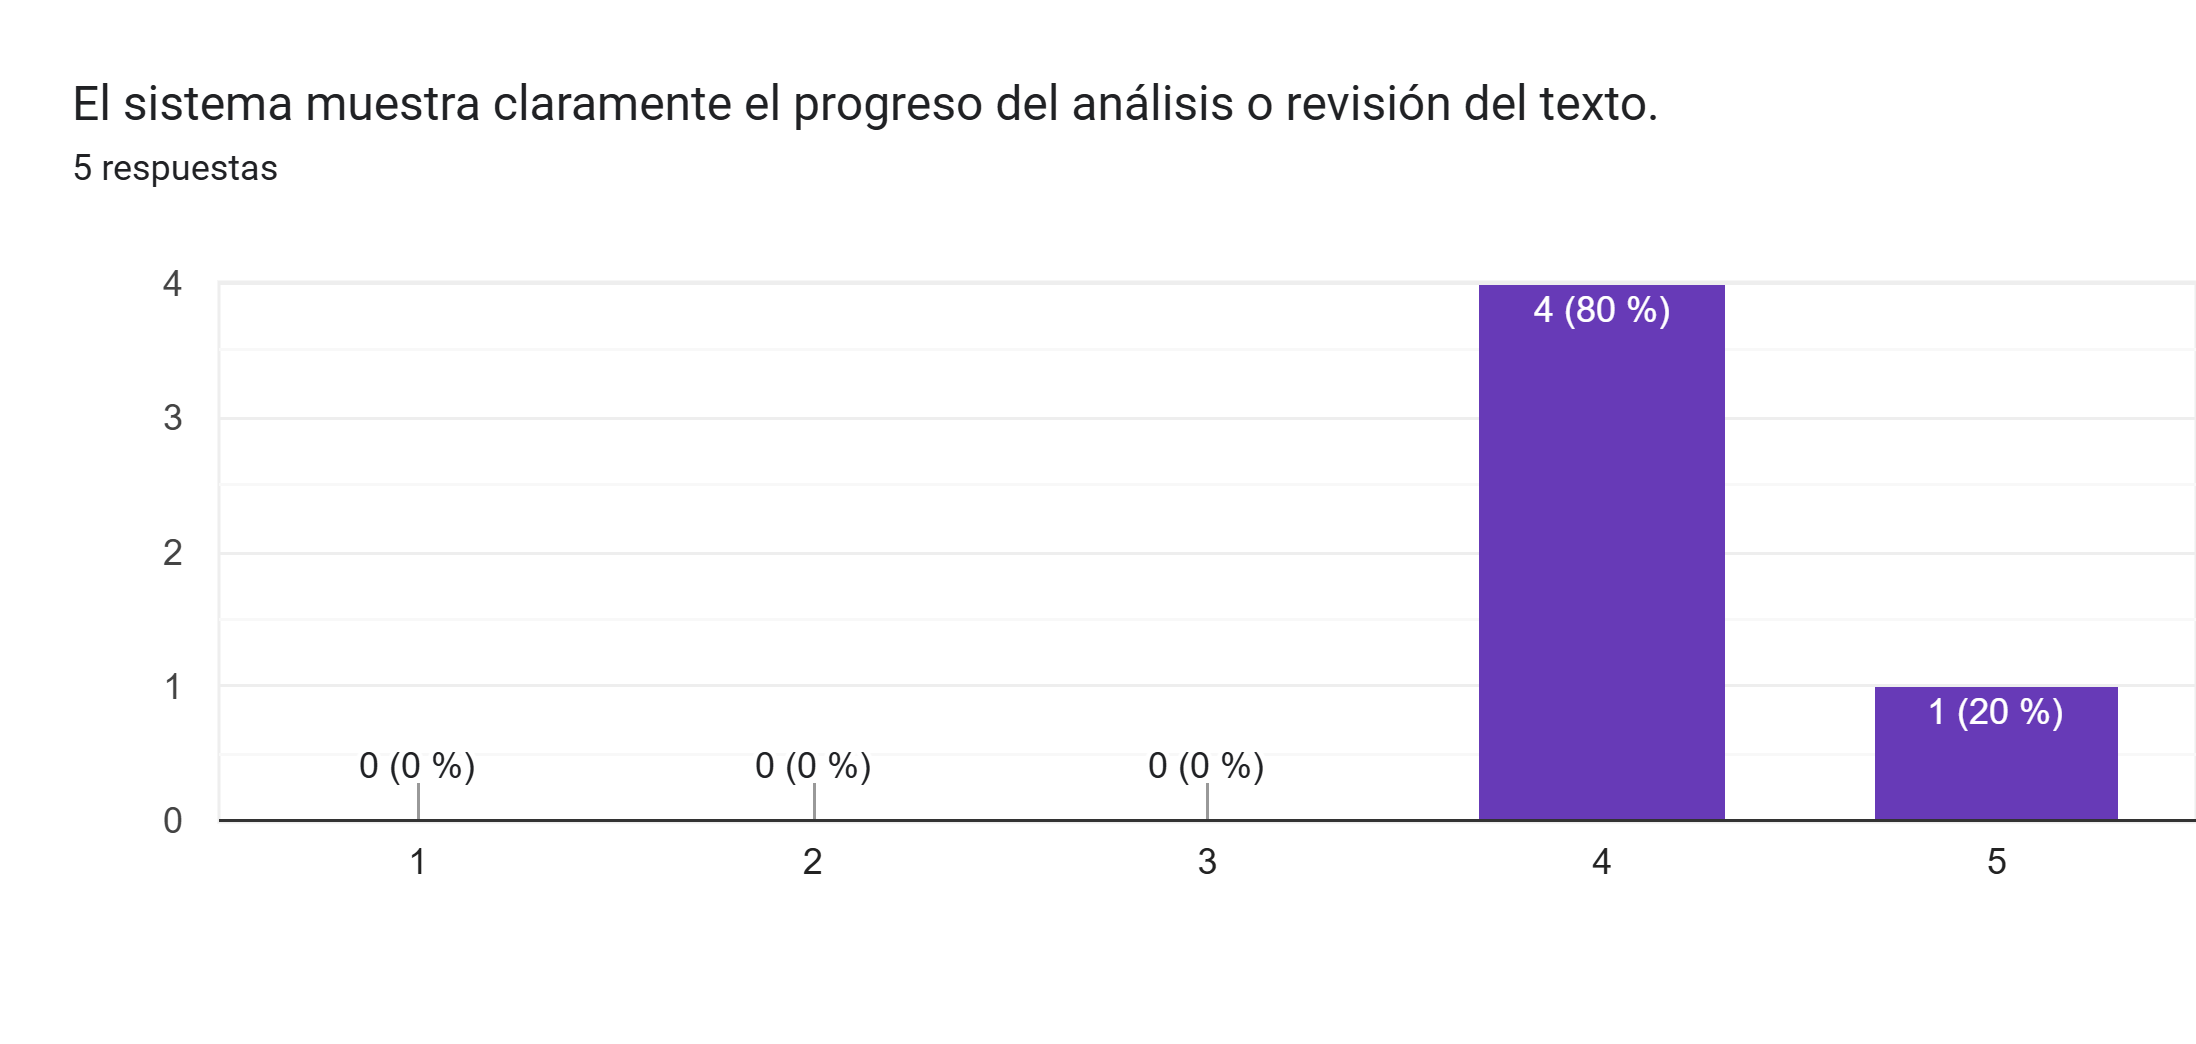 El sistema muestra claramente el progreso del análisis o revisión del texto.
5 respuestas
4
3
2
1
0
0 (0 %)
0 (0 %)
0 (0 %)
4 (80 %)
1 (20 %)
1
2
3
4
5